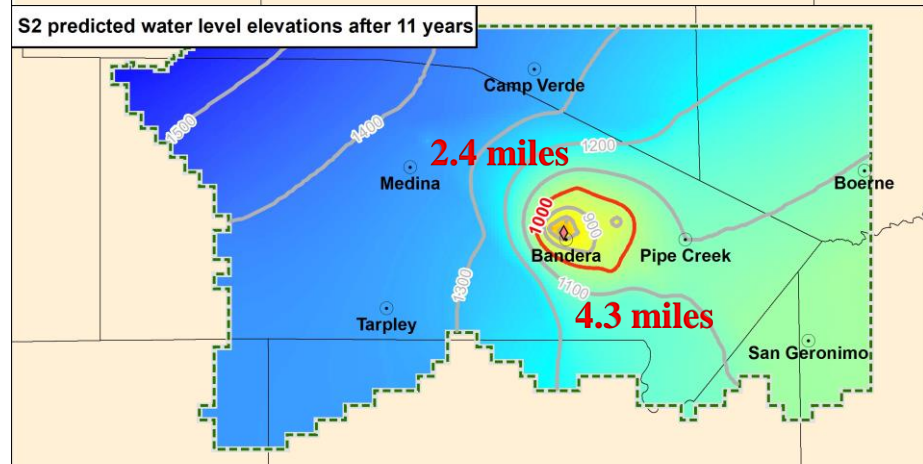 S2 predicted water level elevations after 11 years
Camp Verde
1500
1400
2.4 miles
1200
Medina
Boerne
1000
900
Bandera
Pipe Creek
1100
1300
4.3 miles
Tarpley
San Geronimo